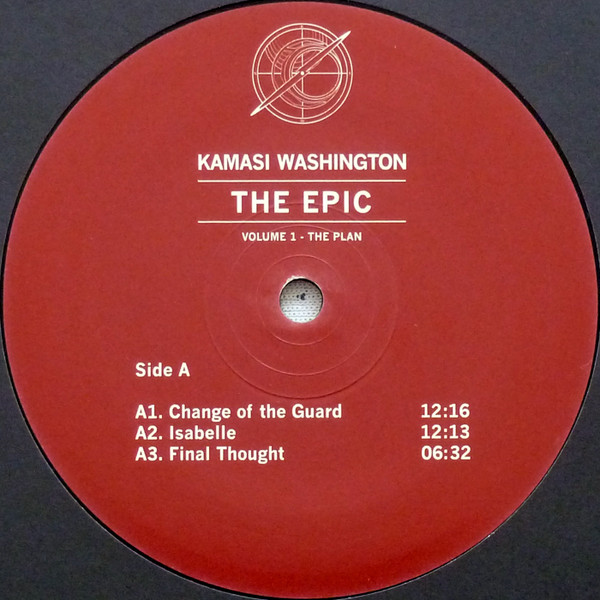 KAMASI WASHINGTON
THE EPIC
VOLUME 1 - THE PLAN
Side A
A1. Change of the Guard 12:16
A2. Isabelle 12:13
A3. Final Thought 06:32